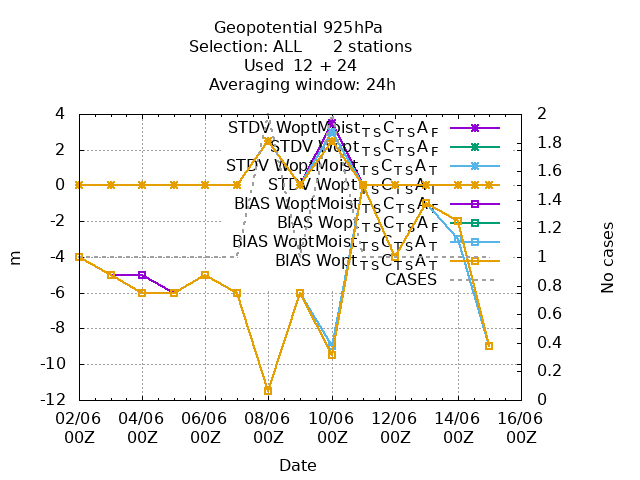 Geopotential 925hPa
Selection: ALL      2 stations
Used  12 + 24
Averaging window: 24h
4
2
0
-2
-4
-6
-8
-10
-12
m
2
1.8
1.6
1.4
1.2
1
0.8
0.6
0.4
0.2
0
No cases
STDV WoptMoist_TS C_TS A_F
STDV Wopt_TS C_TS A_F
STDV WoptMoist_TS C_TS A_T
STDV Wopt_TS C_TS A_T
BIAS WoptMoist_TS C_TS A_F
BIAS Wopt_TS C_TS A_F
BIAS WoptMoist_TS C_TS A_T
BIAS Wopt_TS C_TS A_T
CASES
02/06 04/06 06/06 08/06 10/06 12/06 14/06 16/06
00Z 00Z 00Z 00Z 00Z 00Z 00Z 00Z
Date